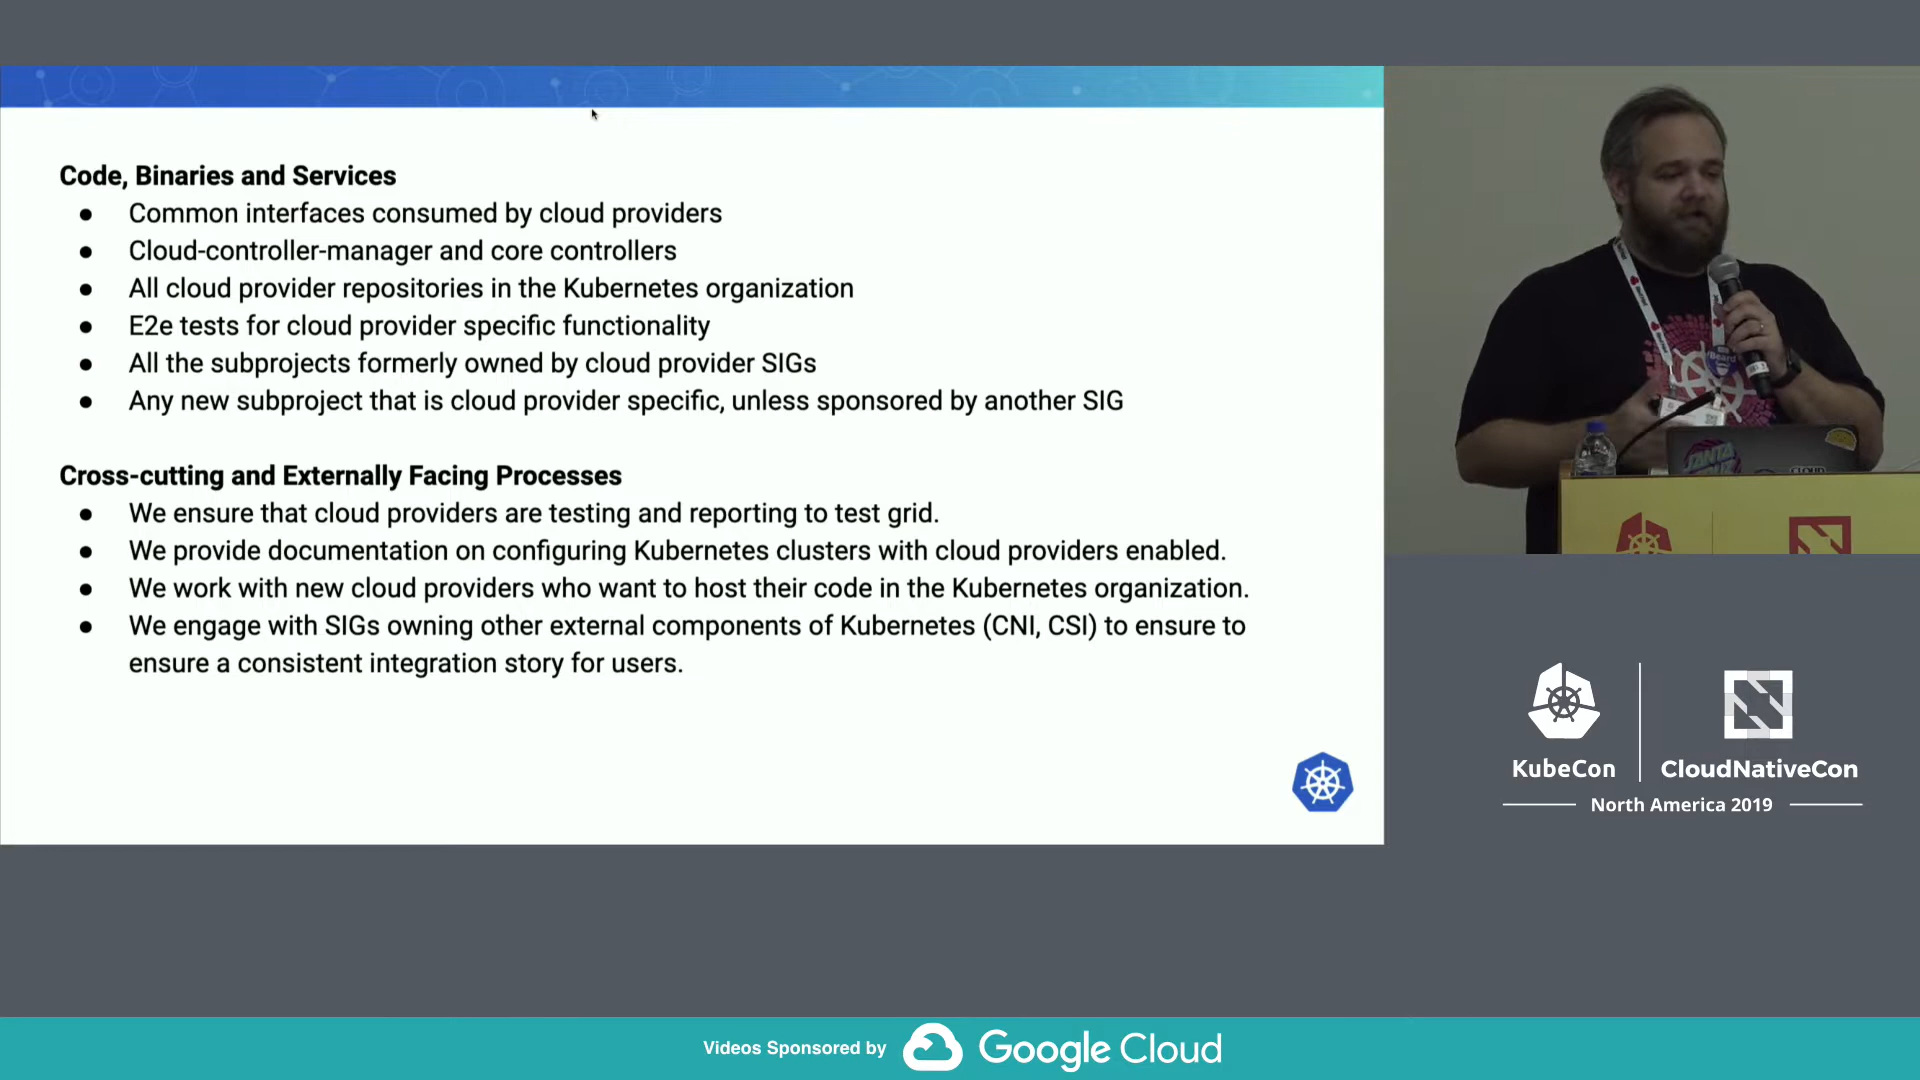 Code, Binaries and Services
● Common interfaces consumed by cloud providers
● Cloud-controller-manager and core controllers
● All cloud provider repositories in the Kubernetes organization
● E2e tests for cloud provider specific functionality
● All the subprojects formerly owned by cloud provider SIGs
● Any new subproject that is cloud provider specific, unless sponsored by another SIG
Cross-cutting and Externally Facing Processes
● We ensure that cloud providers are testing and reporting to test grid.
● We provide documentation on configuring Kubernetes clusters with cloud providers enabled.
● We work with new cloud providers who want to host their code in the Kubernetes organization.
● We engage with SIGs owning other external components of Kubernetes (CNI, CSI) to ensure to
ensure a consistent integration story for users.
Beard
CLOUD
KubeCon
CloudNativeCon
North America 2019
Videos Sponsored by
Google Cloud